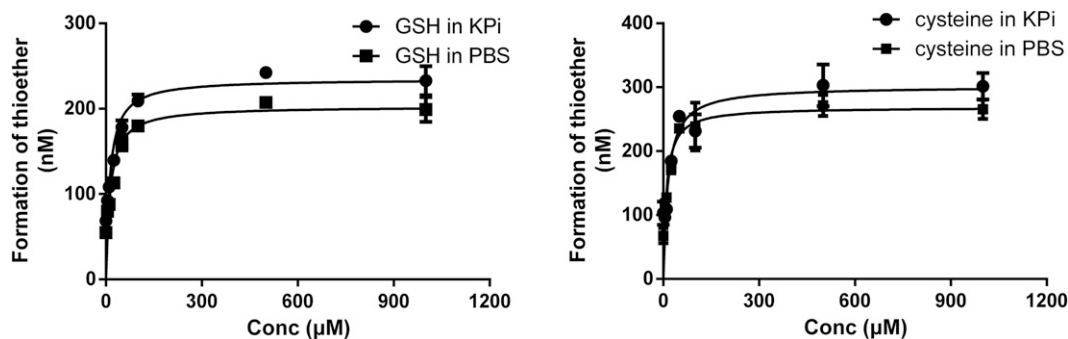 GSH in KPi
GSH in PBS
Formation of thioether
(nM)
300
200
100
0
0 300 600 900 1200
Conc (µM)
cysteine in KPi
cysteine in PBS
Formation of thioether
(nM)
400
300
200
100
0
0 300 600 900 1200
Conc (µM)